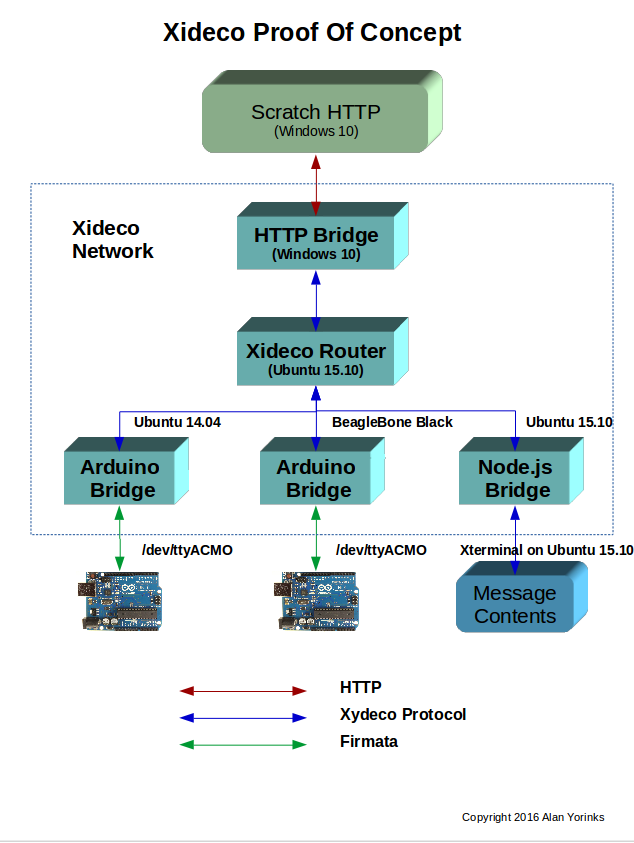 Xideco Proof Of Concept
Scratch HTTP
(Windows 10)
Xideco
Network
HTTP Bridge
(Windows 10)
Xideco Router
(Ubuntu 15.10)
Ubuntu 14.04
BeagleBone Black
Ubuntu 15.10
Arduino
Bridge
Arduino
Bridge
Node.js
Bridge
/dev/ttyACMO
/dev/ttyACMO
Xterminal on Ubuntu 15.10
Message
Contents
HTTP
Xydeco Protocol
Firmata
Copyright 2016 Alan Yorinks